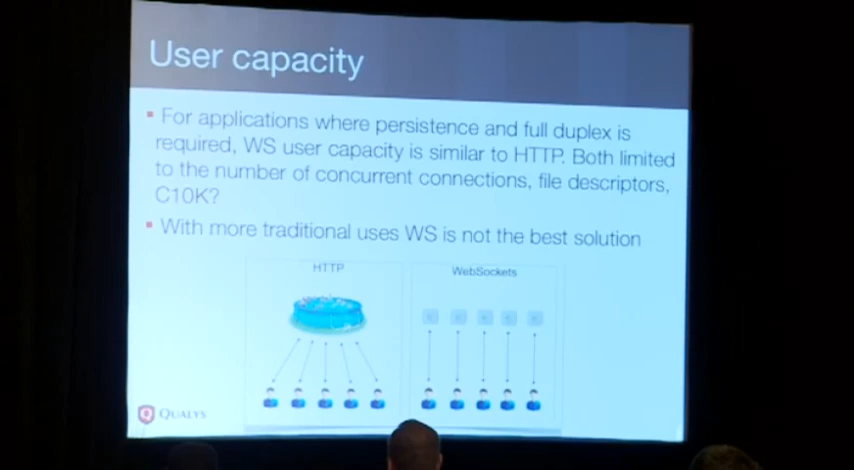 User capacity
For applications where persistence and full duplex is
required, WS user capacity is similar to HTTP. Both limited
to the number of concurrent connections, file descriptors,
C10K?
With more traditional uses WS is not the best solution
HTTP
WebSockets
QUALYS